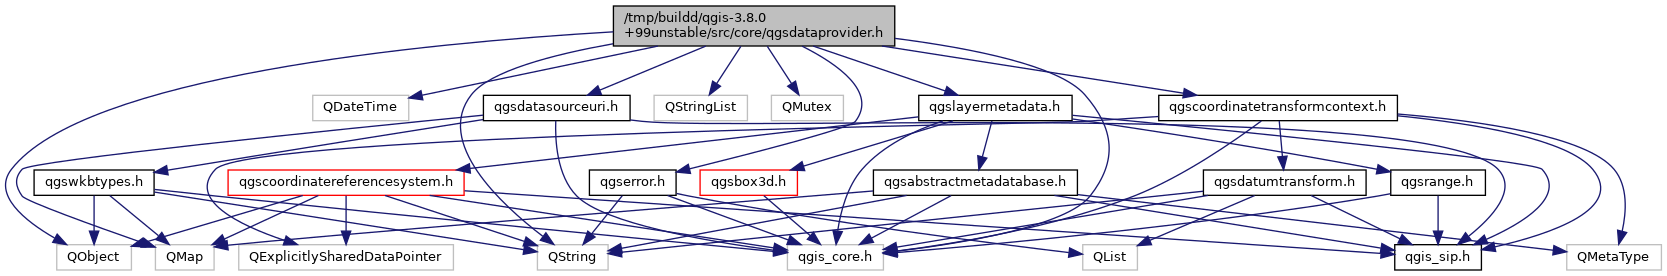 /tmp/buildd/qgis-3.8.0
+99unstable/src/core/qgsdataprovider.h
QDateTime
qgsdatasourceuri.h
QStringList
QMutex
qgslayermetadata.h
qgscoordinatetransformcontext.h
qgswkbtypes.h
qgscoordinatereferencesystem.h
qgserror.h
qgsbox3d.h
qgsabstractmetadatabase.h
qgsdatumtransform.h
qgsrange.h
QObject
QMap
QExplicitlySharedDataPointer
QString
qgis_core.h
QList
qgis_sip.h
QMetaType